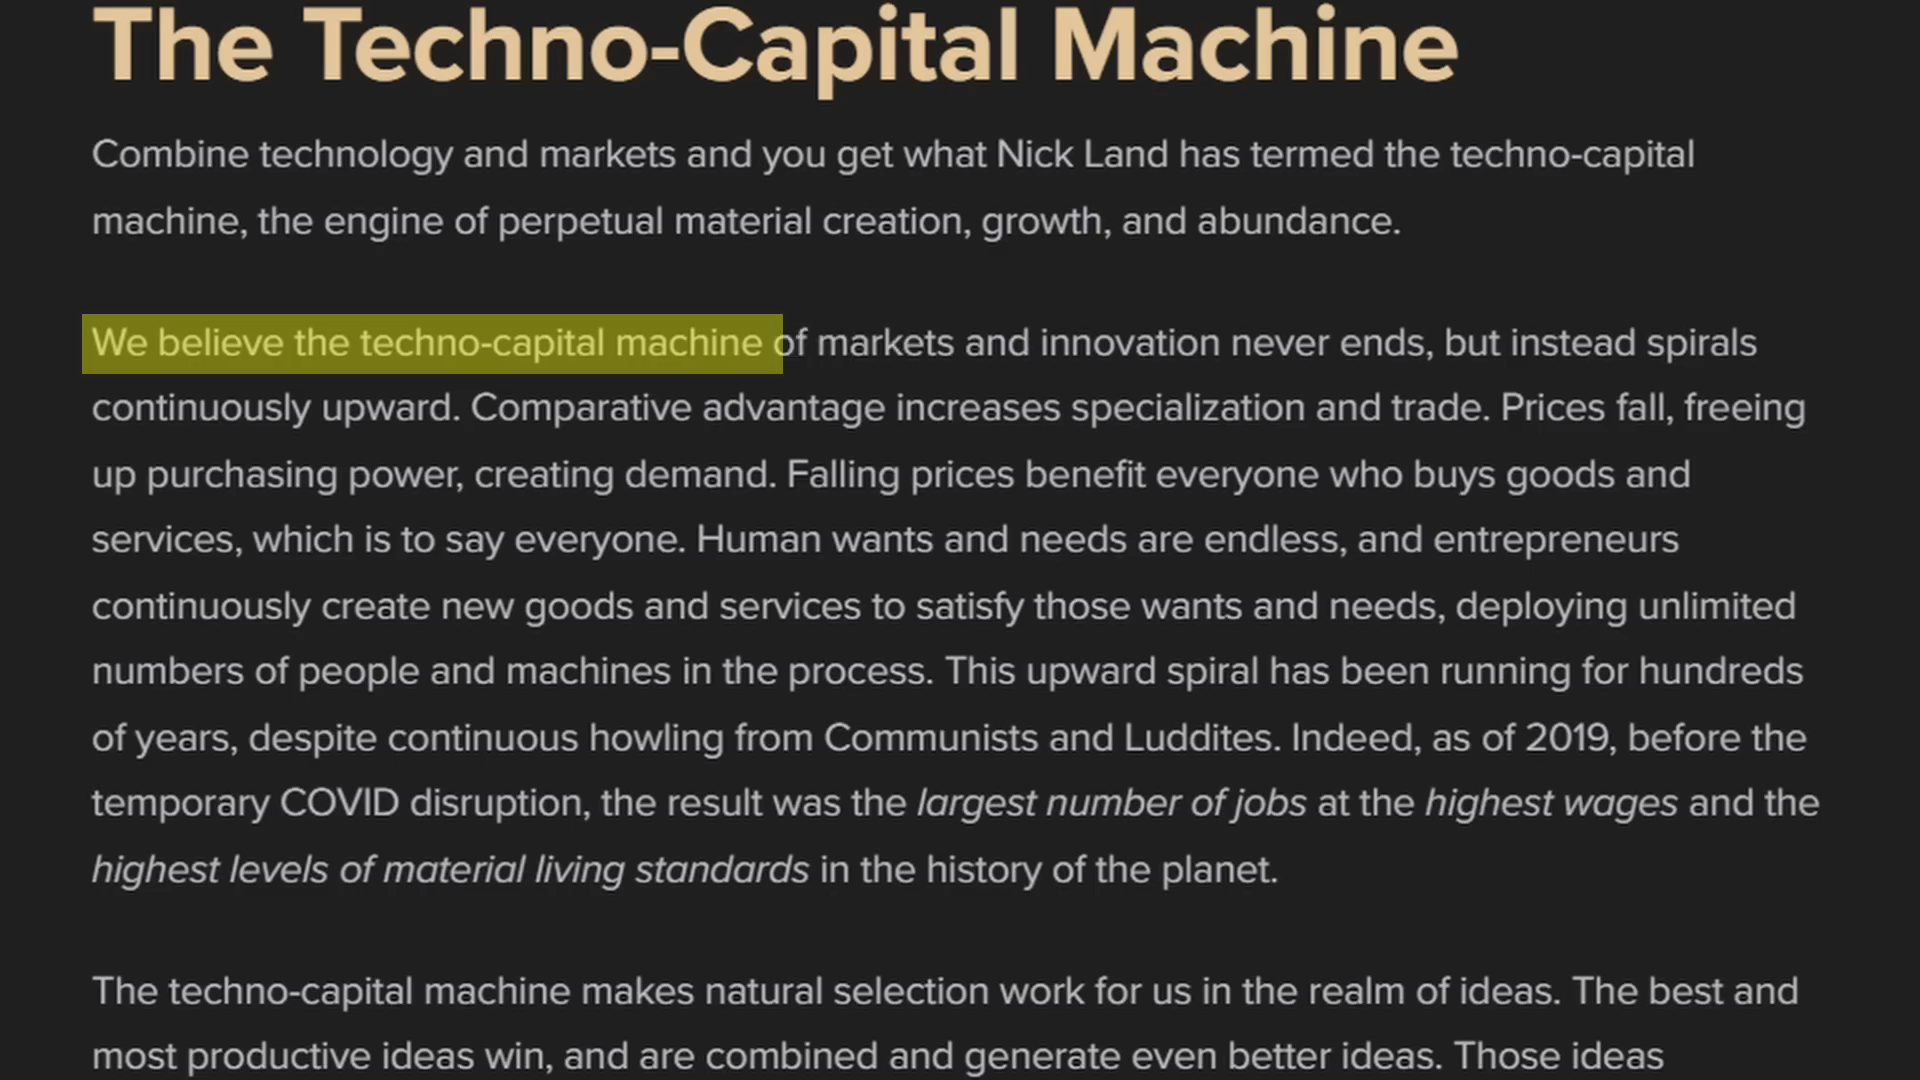 The Techno-Capital Machine
Combine technology and markets and you get what Nick Land has termed the techno-capital
machine, the engine of perpetual material creation, growth, and abundance.
We believe the techno-capital machine of markets and innovation never ends, but instead spirals
continuously upward. Comparative advantage increases specialization and trade. Prices fall, freeing
up purchasing power, creating demand. Falling prices benefit everyone who buys goods and
services, which is to say everyone. Human wants and needs are endless, and entrepreneurs
continuously create new goods and services to satisfy those wants and needs, deploying unlimited
numbers of people and machines in the process. This upward spiral has been running for hundreds
of years, despite continuous howling from Communists and Luddites. Indeed, as of 2019, before the
temporary COVID disruption, the result was the largest number of jobs at the highest wages and the
highest levels of material living standards in the history of the planet.
The techno-capital machine makes natural selection work for us in the realm of ideas. The best and
most productive ideas win, and are combined and generate even better ideas. Those ideas